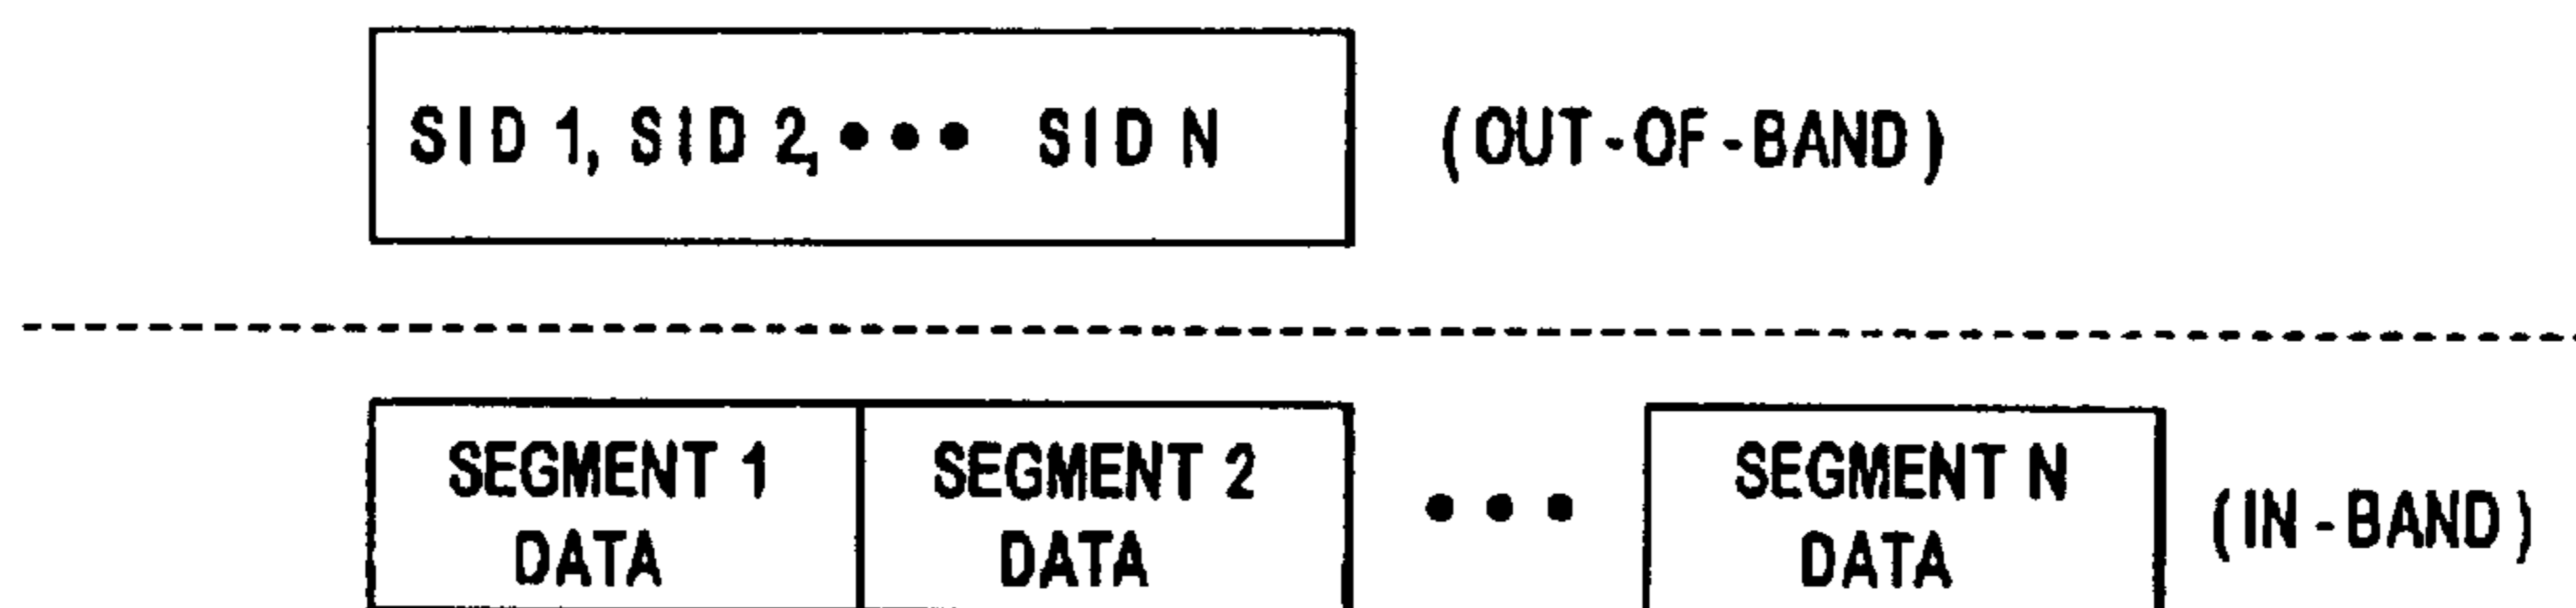 SID 1, SID 2, ••• SID N (OUT-OF-BAND)
SEGMENT 1 DATA
SEGMENT 2 DATA
•••
SEGMENT N DATA
(IN-BAND)